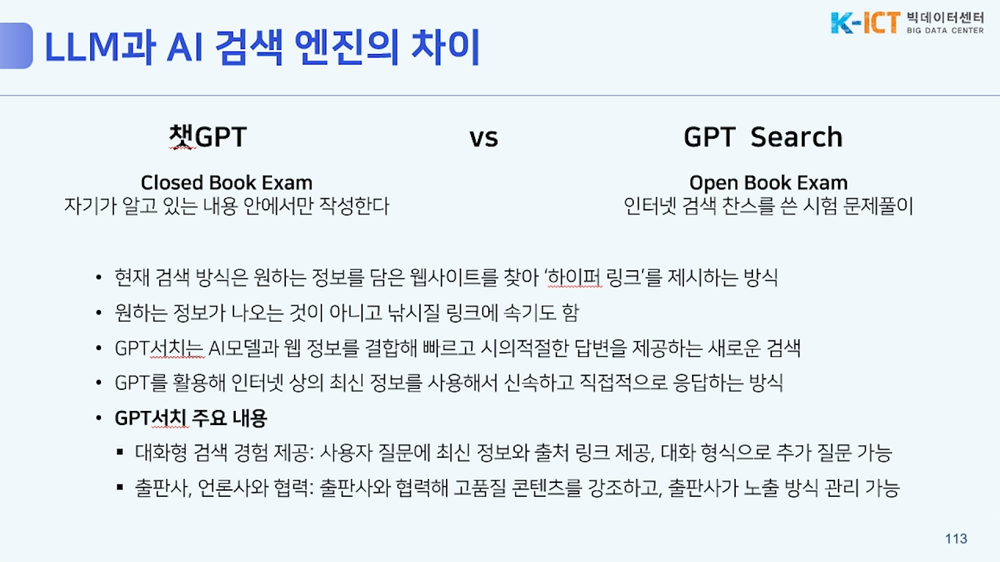 K-ICT 빅데이터센터
BIG DATA CENTER
LLM과 AI 검색 엔진의 차이
챗GPT vs GPT Search
Closed Book Exam Open Book Exam
자기가 알고 있는 내용 안에서만 작성한다 인터넷 검색 찬스를 쓴 시험 문제풀이
• 현재 검색 방식은 원하는 정보를 담은 웹사이트를 찾아 ‘하이퍼 링크’를 제시하는 방식
• 원하는 정보가 나오는 것이 아니고 낚시질 링크에 속기도 함
• GPT서치는 AI모델과 웹 정보를 결합해 빠르고 시의적절한 답변을 제공하는 새로운 검색
• GPT를 활용해 인터넷 상의 최신 정보를 사용해서 신속하고 직접적으로 응답하는 방식
• GPT서치 주요 내용
▪ 대화형 검색 경험 제공: 사용자 질문에 최신 정보와 출처 링크 제공, 대화 형식으로 추가 질문 가능
▪ 출판사, 언론사와 협력: 출판사와 협력해 고품질 콘텐츠를 강조하고, 출판사가 노출 방식 관리 가능
113